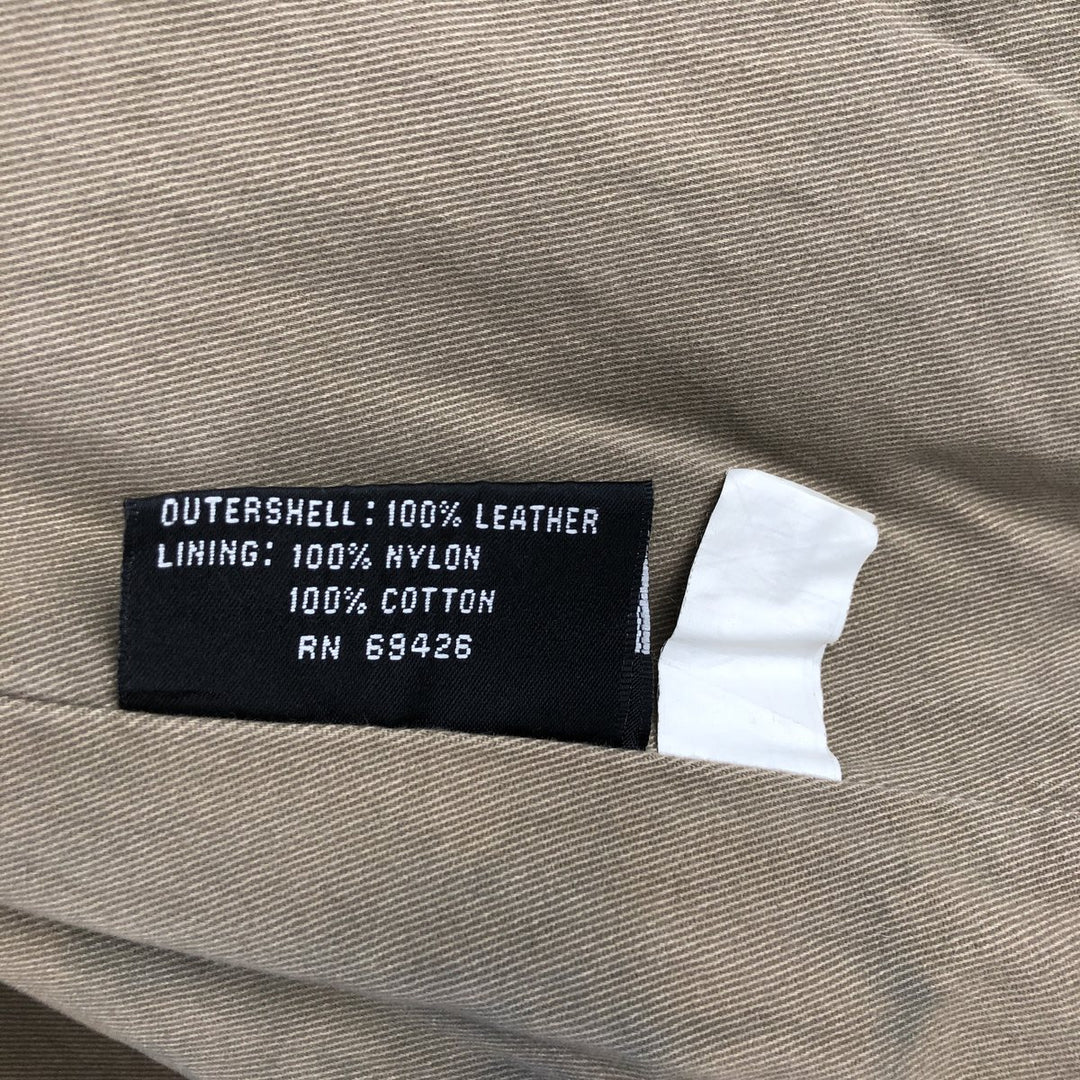 OUTERSHELL: 100% LEATHER
LINING: 100% NYLON
100% COTTON
RN 69426